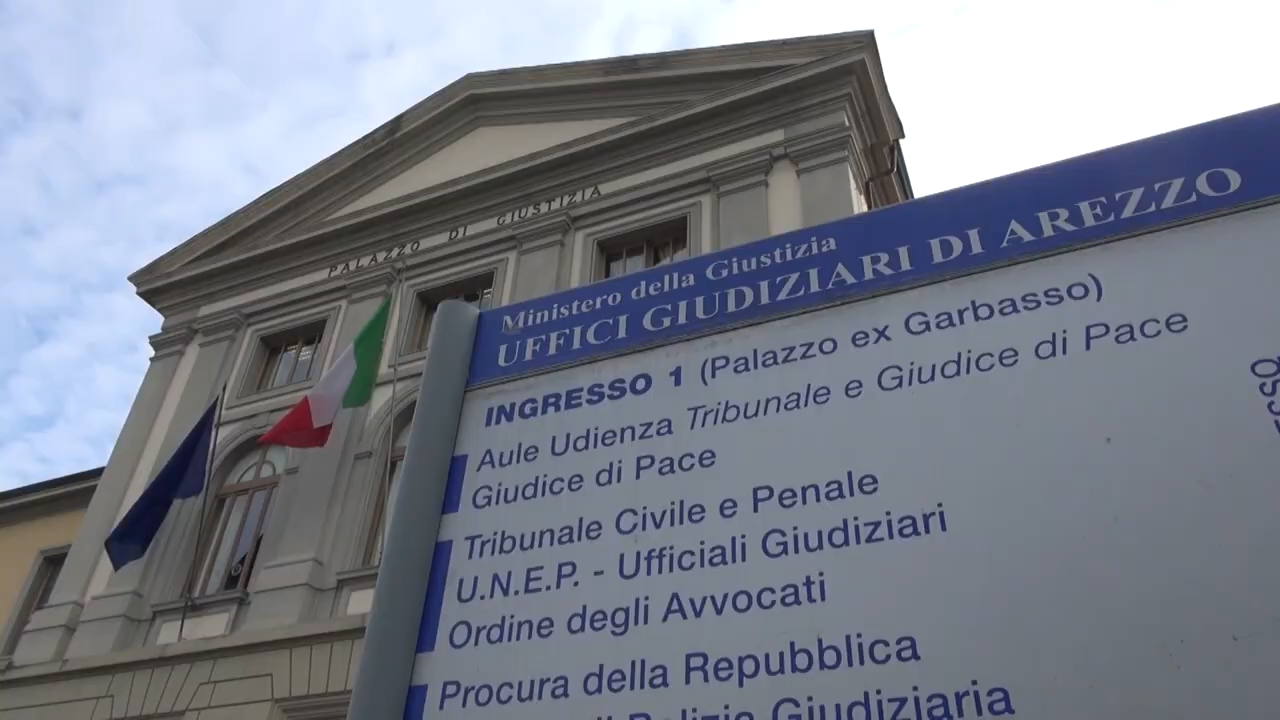 PALAZZO DI GIUSTIZIA
Ministero della Giustizia
UFFICI GIUDIZIARI DI AREZZO
INGRESSO 1 (Palazzo ex Garbasso)
Aule Udienza Tribunale e Giudice di Pace
Giudice di Pace
Tribunale Civile e Penale
U.N.E.P. - Ufficiali Giudiziari
Ordine degli Avvocati
Procura della Repubblica
Polizia Giudiziaria